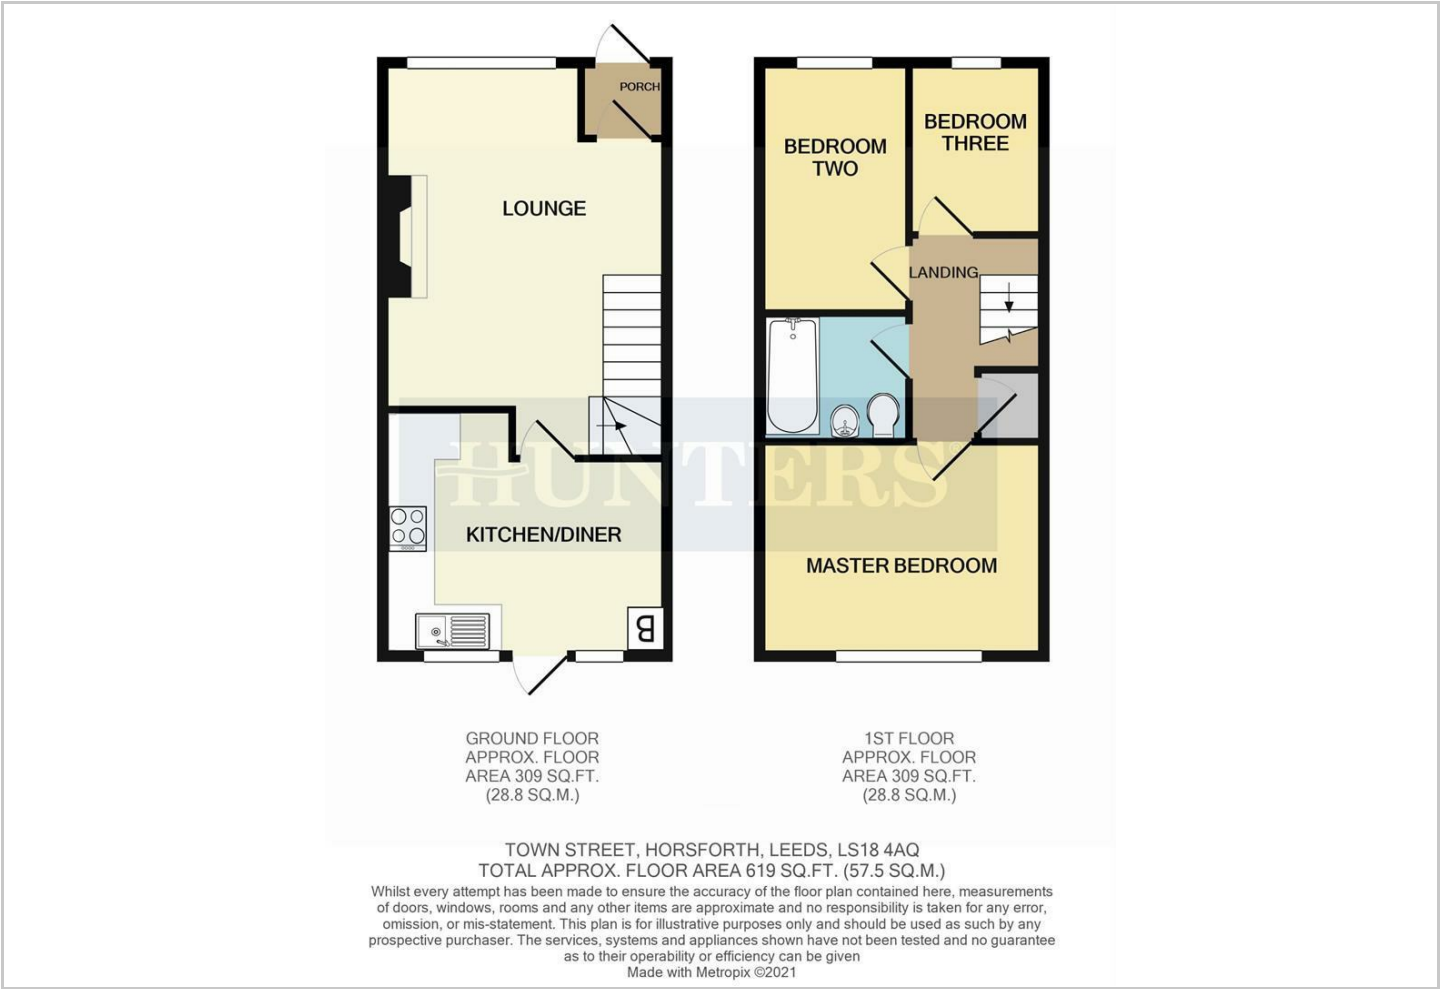 PORCH
LOUNGE
KITCHEN/DINER
B
BEDROOM
TWO
BEDROOM
THREE
LANDING
MASTER BEDROOM
HUNTERS®
GROUND FLOOR
APPROX. FLOOR
AREA 309 SQ.FT.
(28.8 SQ.M.)
1ST FLOOR
APPROX. FLOOR
AREA 309 SQ.FT.
(28.8 SQ.M.)
TOWN STREET, HORSFORTH, LEEDS, LS18 4AQ
TOTAL APPROX. FLOOR AREA 619 SQ.FT. (57.5 SQ.M.)
Whilst every attempt has been made to ensure the accuracy of the floor plan contained here, measurements
of doors, windows, rooms and any other items are approximate and no responsibility is taken for any error,
omission, or mis-statement. This plan is for illustrative purposes only and should be used as such by any
prospective purchaser. The services, systems and appliances shown have not been tested and no guarantee
as to their operability or efficiency can be given
Made with Metropix ©2021